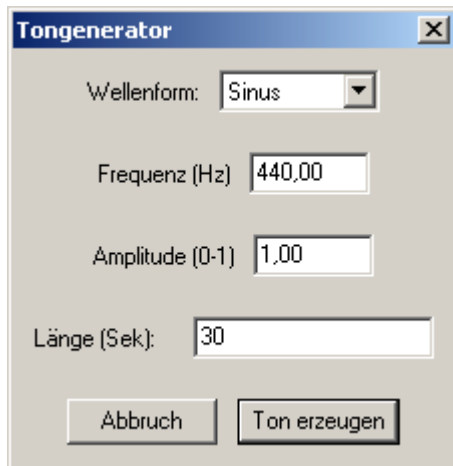 Tongenerator
Wellenform: Sinus
Frequenz (Hz) 440,00
Amplitude (0-1) 1,00
Länge (Sek): 30
Abbruch Ton erzeugen